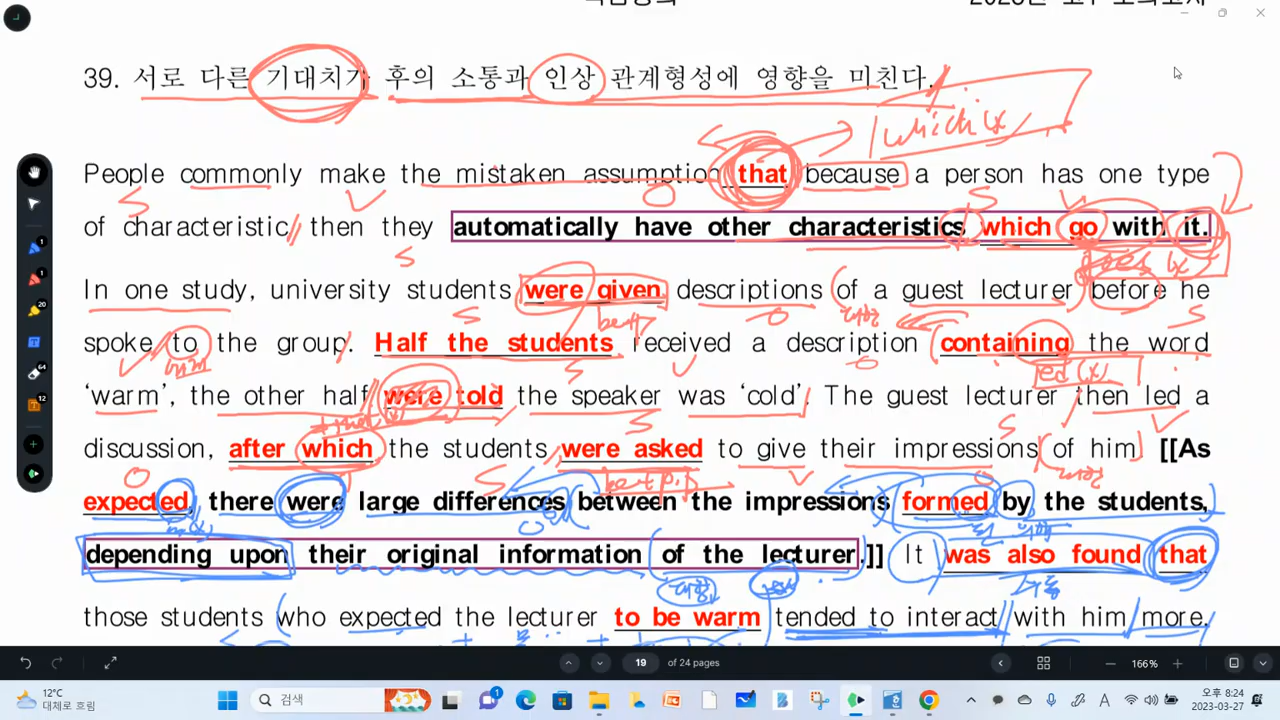 39. 서로 다른 기대치가 후의 소통과 인상 관계형성에 영향을 미친다.
which (x)
People commonly make the mistaken assumption that because a person has one type
S V O S V
of characteristic, then they automatically have other characteristics which go with it.
S goes (x)
In one study, university students were given descriptions of a guest lecturer before he
S be+ O S
spoke to the group. Half the students received a description containing the word
V S V O ed (x)
‘warm’, the other half were told the speaker was ‘cold’. The guest lecturer then led a
S S V
discussion, after which the students were asked to give their impressions of him. [[As
O S be+p.p V O
expected, there were large differences between the impressions formed by the students,
depending upon their original information of the lecturer.]] It was also found that
those students who expected the lecturer to be warm tended to interact with him more.
19 of 24 pages
166%
12°C
대체로 흐림
검색
오후 8:24
2023-03-27